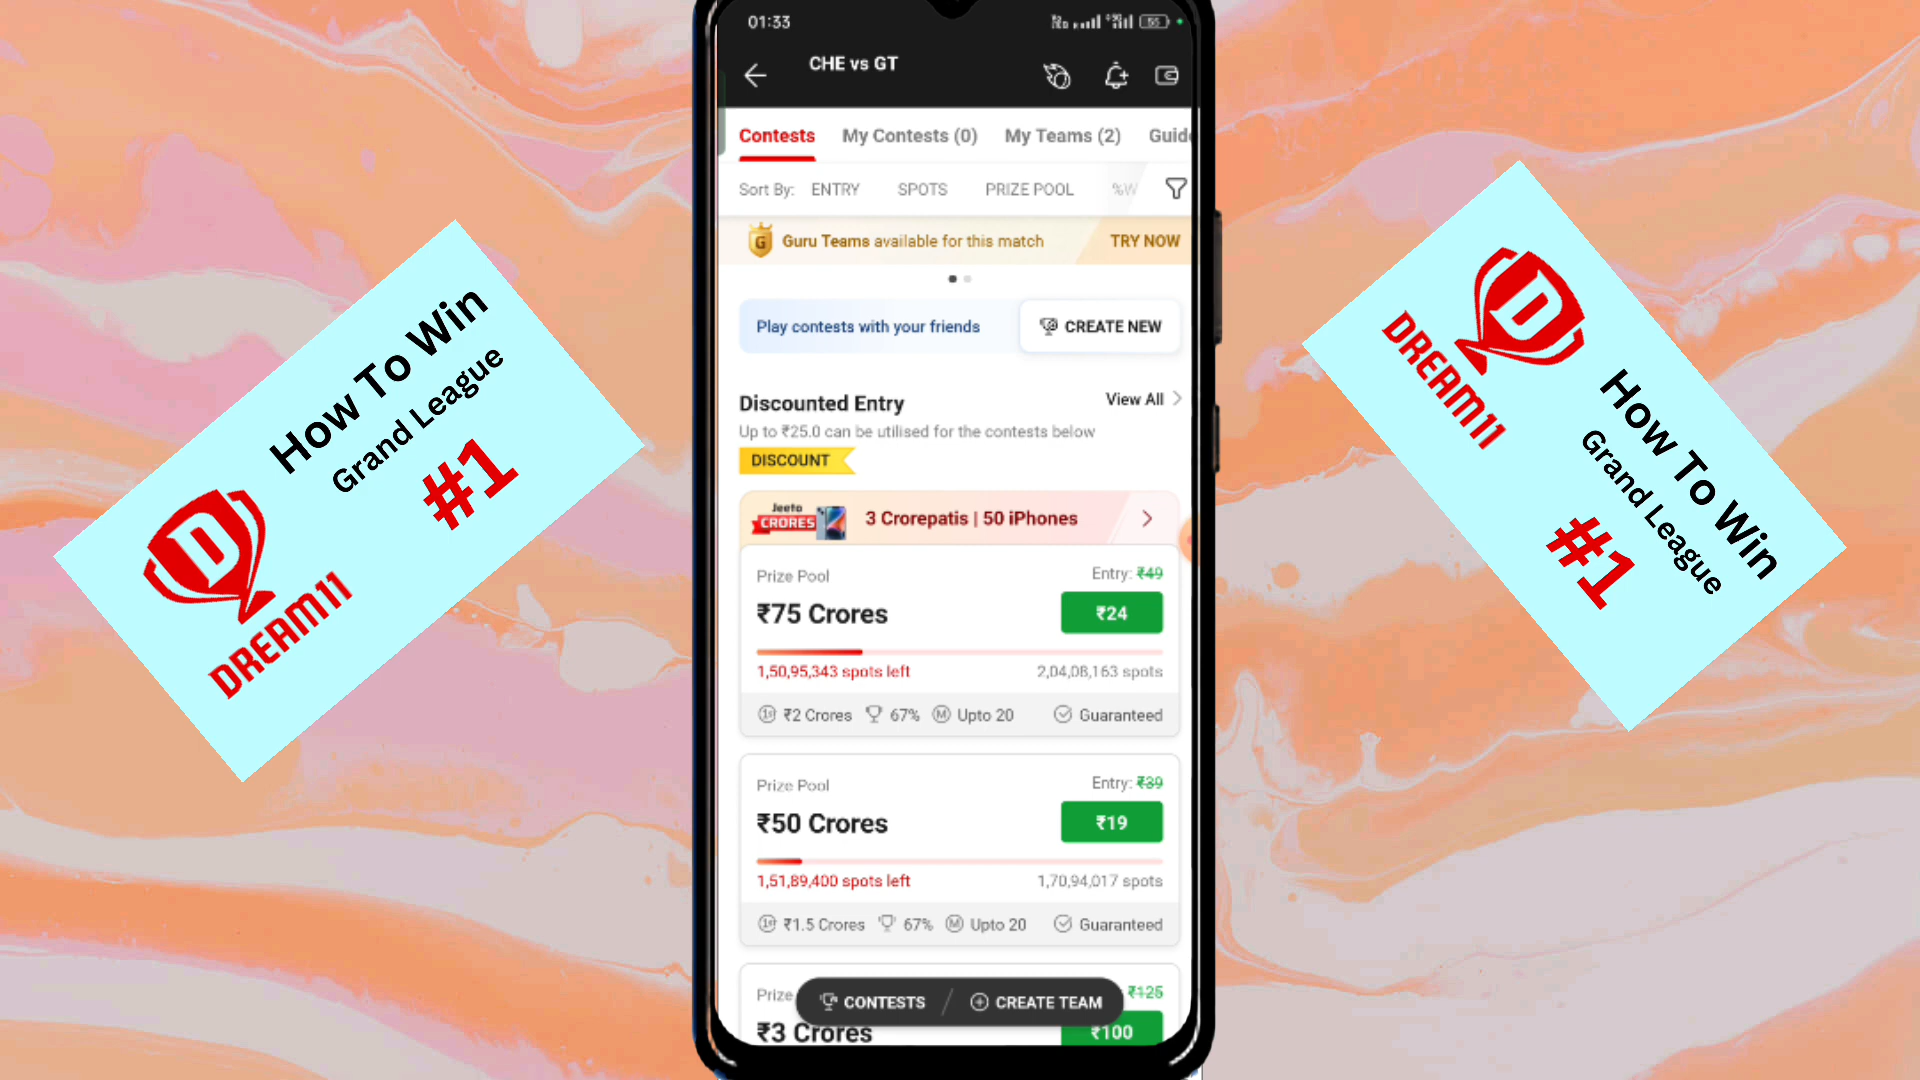 01:33
55
CHE vs GT
Contests My Contests (0) My Teams (2) Guide
Sort By: ENTRY SPOTS PRIZE POOL %W
G Guru Teams available for this match TRY NOW
Play contests with your friends CREATE NEW
Discounted Entry View All
Up to ₹25.0 can be utilised for the contests below
DISCOUNT
Jeeto CRORES 3 Crorepatis | 50 iPhones
Prize Pool Entry: ₹49
₹75 Crores ₹24
1,50,95,343 spots left 2,04,08,163 spots
1st ₹2 Crores 67% M Upto 20 Guaranteed
Prize Pool Entry: ₹39
₹50 Crores ₹19
1,51,89,400 spots left 1,70,94,017 spots
1st ₹1.5 Crores 67% M Upto 20 Guaranteed
Prize ₹125
₹3 Crores ₹100
CONTESTS / CREATE TEAM
How To Win
Grand League
#1
D
DREAM11
How To Win
Grand League
#1
D
DREAM11